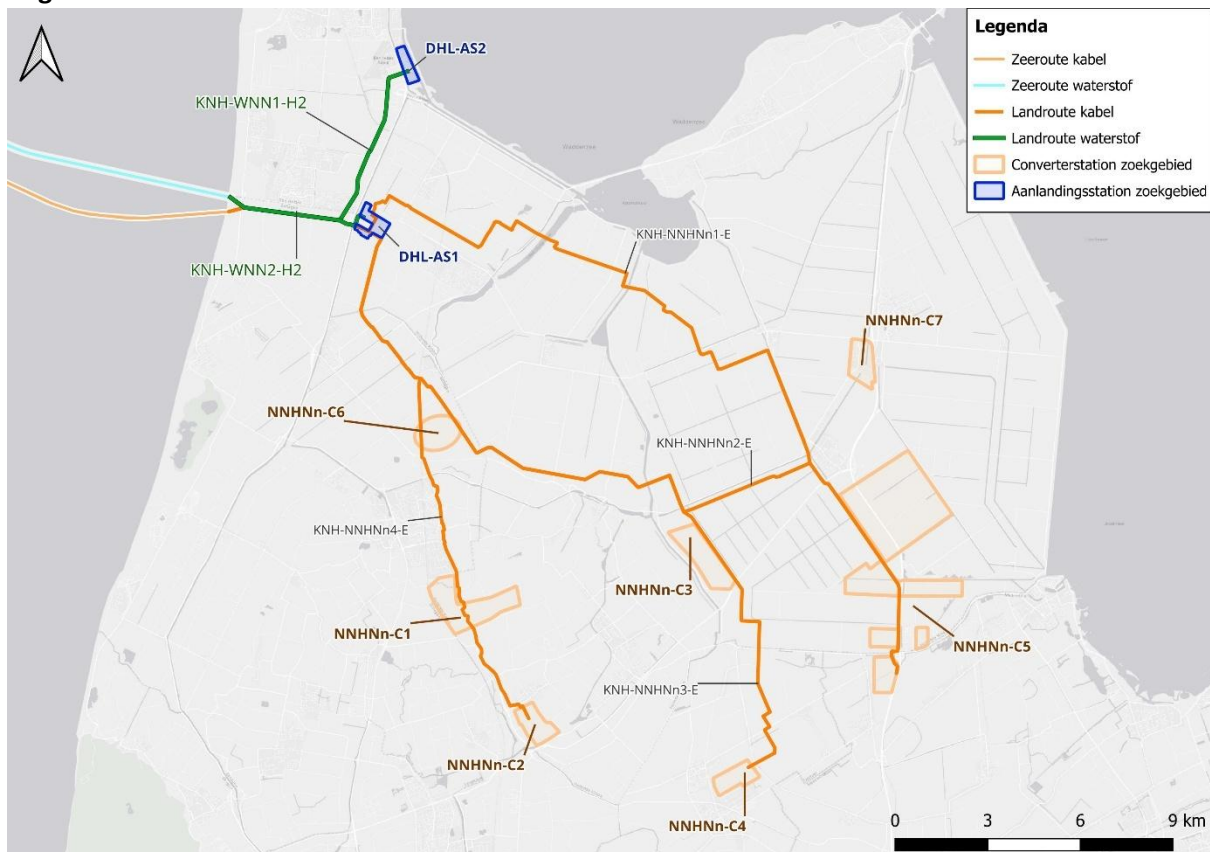 DHL-AS2
KNH-WNN1-H2
DHL-AS1
KNH-WNN2-H2
KNH-NNHNn1-E
NNHNn-C7
NNHNn-C6
KNH-NNHNn2-E
KNH-NNHNn4-E
NNHNn-C3
NNHNn-C1
NNHNn-C5
KNH-NNHNn3-E
NNHNn-C2
NNHNn-C4
Legenda
Zeeroute kabel
Zeeroute waterstof
Landroute kabel
Landroute waterstof
Converterstation zoekgebied
Aanlandingsstation zoekgebied
0 3 6 9 km